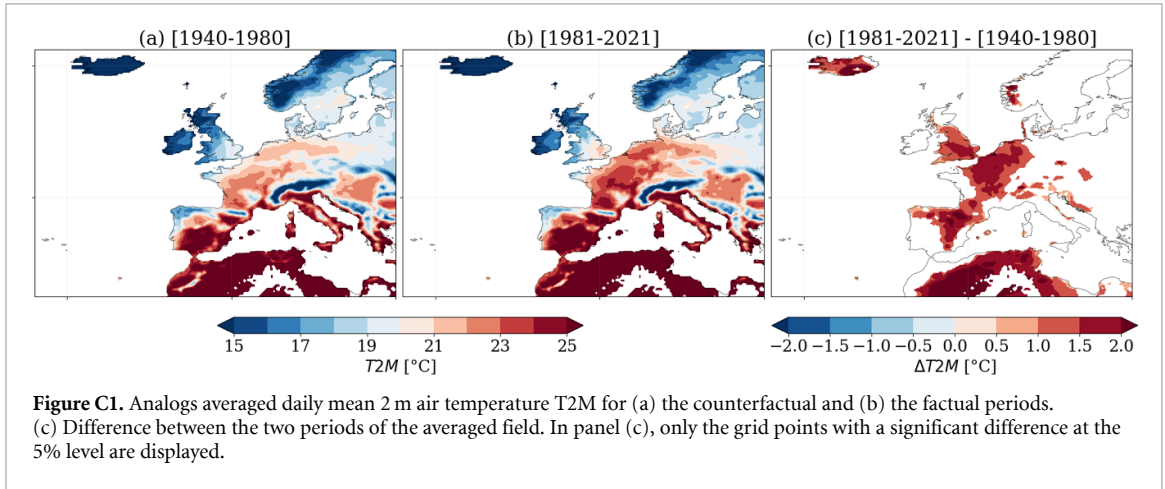 (a) [1940-1980]
(b) [1981-2021]
(c) [1981-2021] - [1940-1980]
15 17 19 21 23 25
T2M [°C]
−2.0 −1.5 −1.0 −0.5 0.0 0.5 1.0 1.5 2.0
ΔT2M [°C]
Figure C1. Analogs averaged daily mean 2 m air temperature T2M for (a) the counterfactual and (b) the factual periods.
(c) Difference between the two periods of the averaged field. In panel (c), only the grid points with a significant difference at the
5% level are displayed.